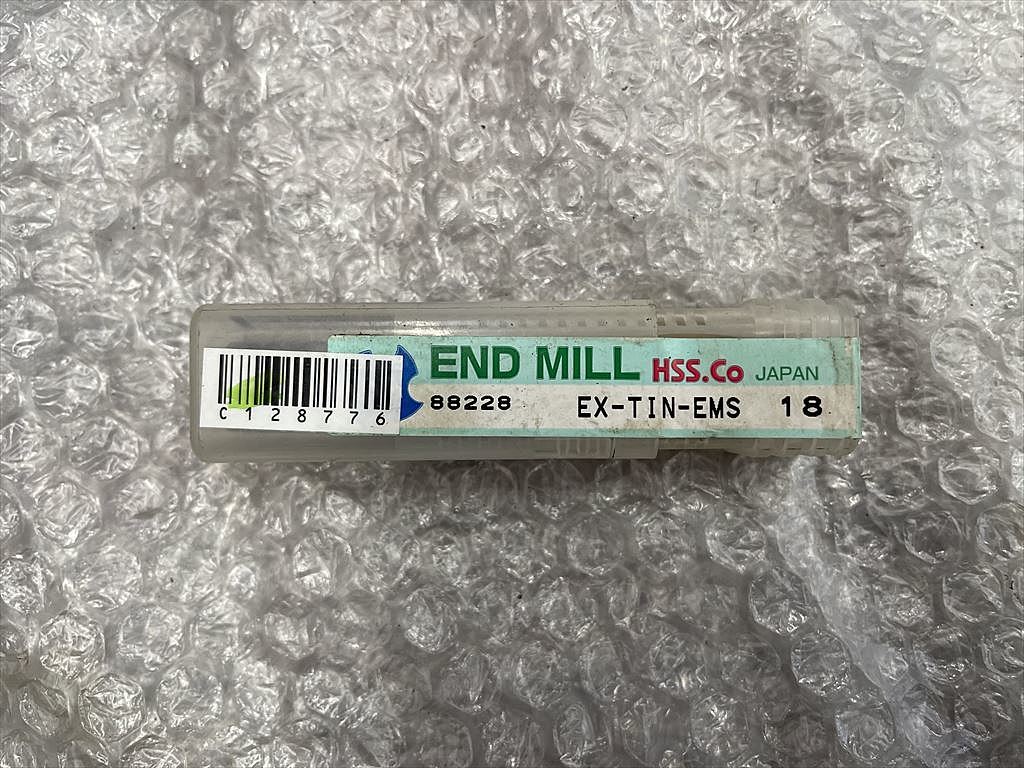 END MILL HSS.Co JAPAN
88228 EX-TIN-EMS 18
C128776